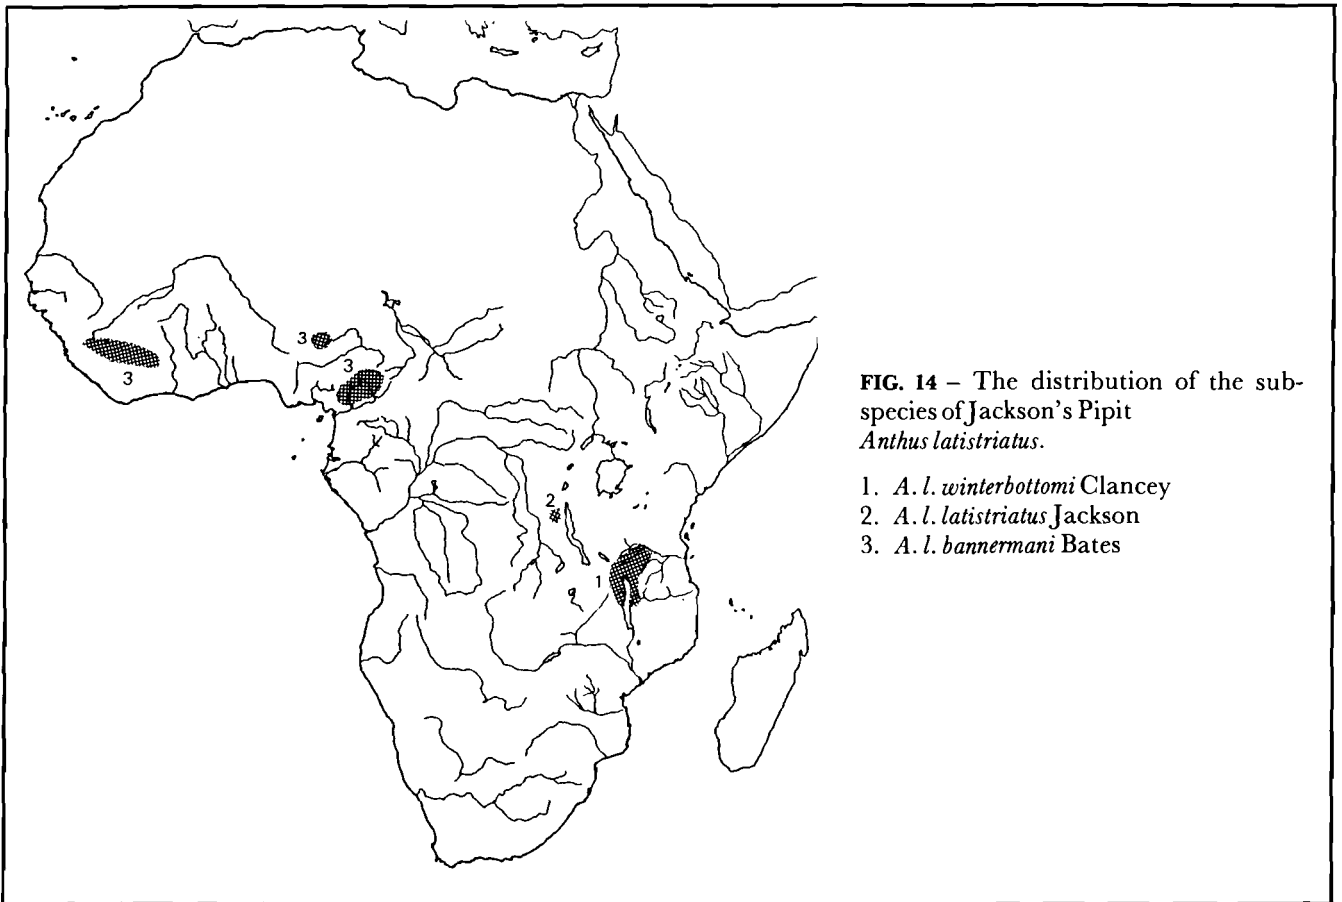 3
3
3
2
1
FIG. 14 – The distribution of the sub-
species of Jackson's Pipit
Anthus latistriatus.
1. A. l. winterbottomi Clancey
2. A. l. latistriatus Jackson
3. A. l. bannermani Bates